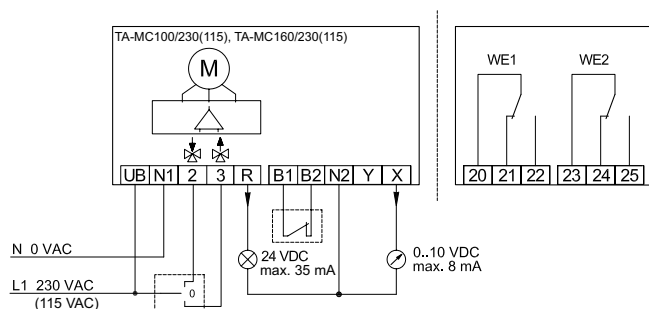 TA-MC100/230(115), TA-MC160/230(115)
M
WE1 WE2
UB N1 2 3 R B1 B2 N2 Y X
20 21 22 23 24 25
N 0 VAC
24 VDC
max. 35 mA
0..10 VDC
max. 8 mA
L1 230 VAC
(115 VAC)
0